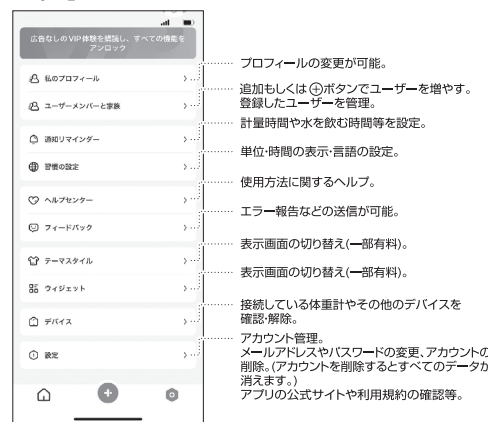 広告なしのVIP体験を購読し、すべての機能を
アンロック
私のプロフィール
プロフィールの変更が可能。
ユーザーメンバーと家族
追加もしくは⊕ボタンでユーザーを増やす。
登録したユーザーを管理。
通知リマインダー
計量時間や水を飲む時間等を設定。
習慣の設定
単位・時間の表示・言語の設定。
ヘルプセンター
使用方法に関するヘルプ。
フィードバック
エラー報告などの送信が可能。
テーマスタイル
表示画面の切り替え(一部有料)。
ウィジェット
表示画面の切り替え(一部有料)。
デバイス
接続している体重計やその他のデバイスを
確認・解除。
設定
アカウント管理。
メールアドレスやパスワードの変更、アカウントの
削除。(アカウントを削除するとすべてのデータが
消えます。)
アプリの公式サイトや利用規約の確認等。